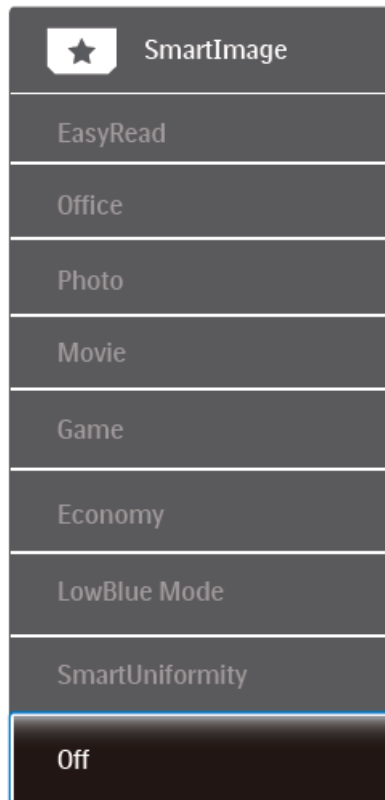 SmartImage
EasyRead
Office
Photo
Movie
Game
Economy
LowBlue Mode
SmartUniformity
Off